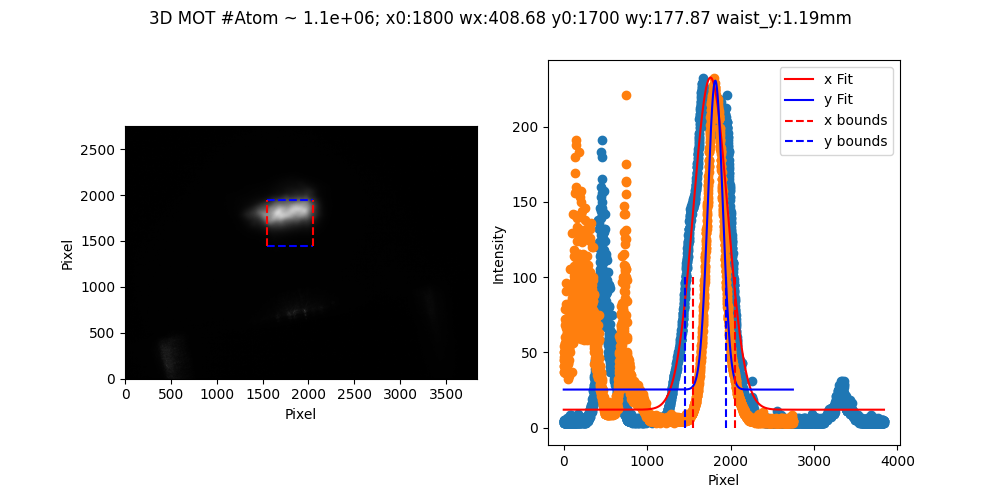 3D MOT #Atom ~ 1.1e+06; x0:1800 wx:408.68 y0:1700 wy:177.87 waist_y:1.19mm
2500
2000
1500
1000
500
0
Pixel
0 500 1000 1500 2000 2500 3000 3500
Pixel
200
150
100
50
0
Intensity
0 1000 2000 3000 4000
Pixel
x Fit
y Fit
x bounds
y bounds